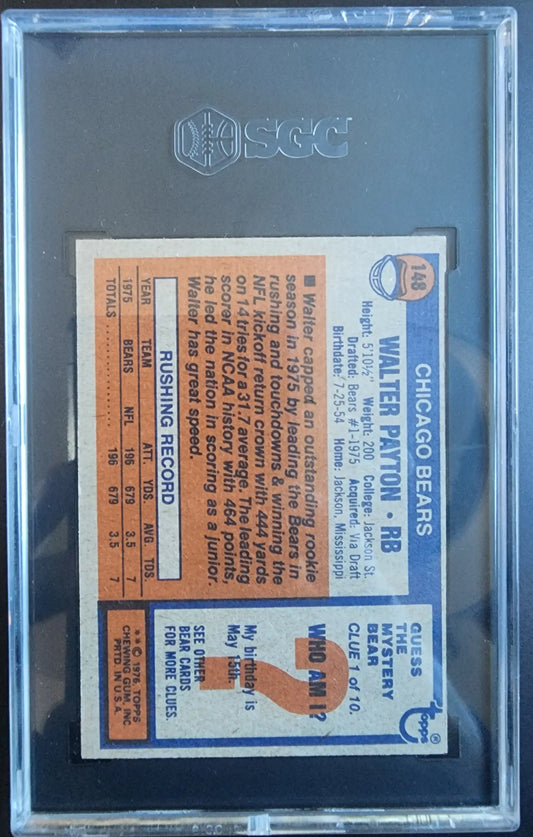 SGC
148
CHICAGO BEARS
WALTER PAYTON • RB
Height: 5'10½" Weight: 200 College: Jackson St.
Drafted: Bears #1-1975 Acquired: Via Draft
Birthdate: 7-25-54 Home: Jackson, Mississippi
■ Walter capped an outstanding rookie
season in 1975 by leading the Bears in
rushing and touchdowns & winning the
NFL kickoff return crown with 444 yards
on 14 tries for a 31.7 average. The leading
scorer in NCAA history with 464 points,
he led the nation in scoring as a junior.
Walter has great speed.
RUSHING RECORD
YEAR TEAM ATT. YDS. AVG. TDS.
1975 BEARS NFL 196 679 3.5 7
TOTALS .......... 196 679 3.5 7
topps®
GUESS
THE
MYSTERY
BEAR
CLUE 1 of 10.
?
WHO AM I?
My birthday is
May 15th.
SEE OTHER
BEAR CARDS
FOR MORE CLUES.
** © 1976, TOPPS
CHEWING GUM, INC.
PRTD. IN U.S.A.